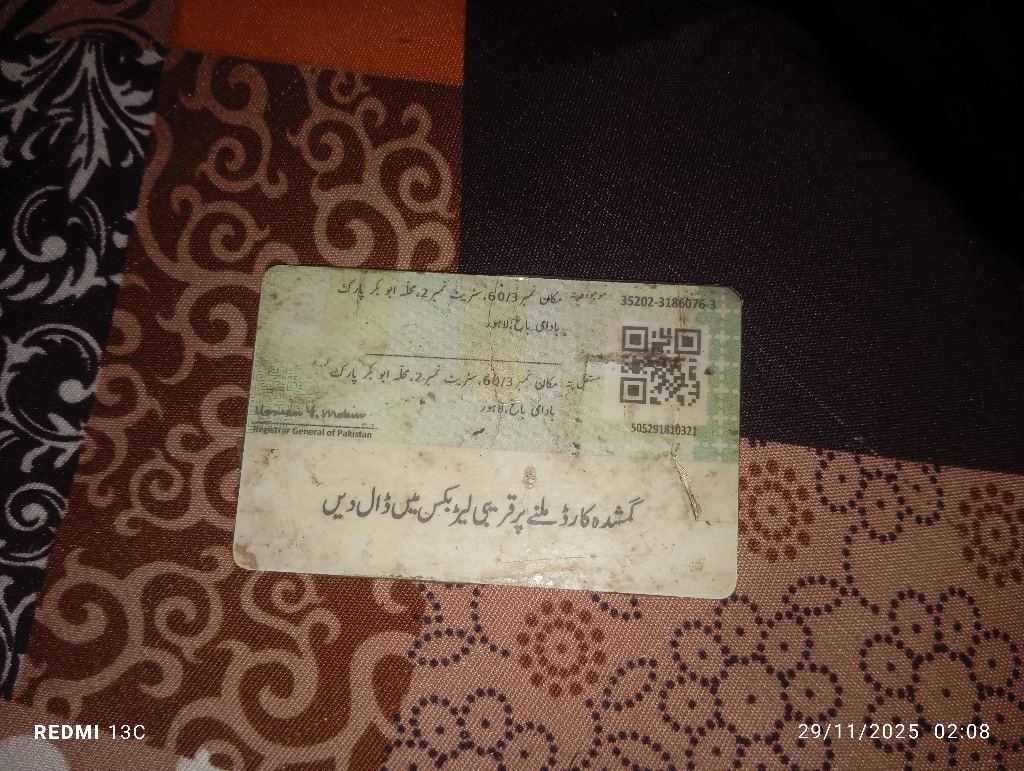 موجودہ پتہ: مکان نمبر 60/3، سٹریٹ نمبر 2، محلہ ابو بکر پارک
بادامی باغ، لاہور
35202-3186076-3
مستقل پتہ: مکان نمبر 60/3، سٹریٹ نمبر 2، محلہ ابو بکر پارک
بادامی باغ، لاہور
Registrar General of Pakistan
505291810321
گمشدہ کارڈ ملنے پر قریبی لیٹر بکس میں ڈال دیں
REDMI 13C
29/11/2025 02:08